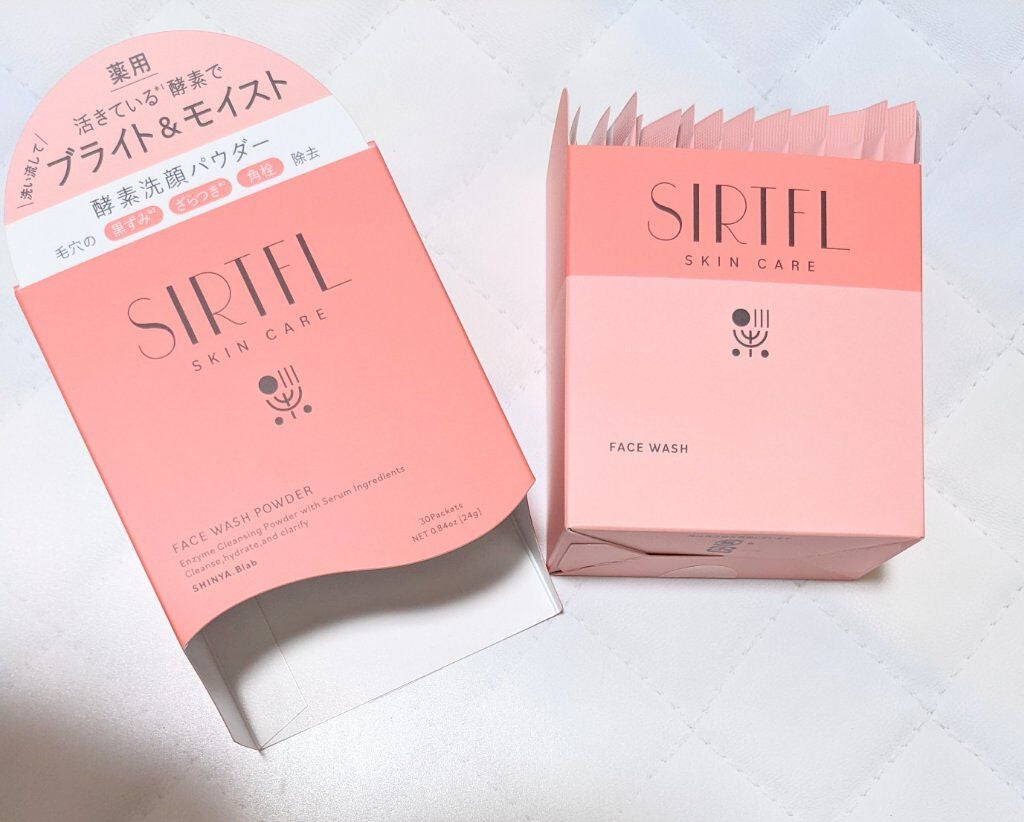 薬用
活きている*¹酵素で
洗い流して
ブライト&モイスト
酵素洗顔パウダー
毛穴の 黒ずみ*² ざらつき*² 角栓 除去
SIRTFL
SKIN CARE
FACE WASH POWDER
Enzyme Cleansing Powder with Serum Ingredients
Cleanse,hydrate,and clarify
SHINYA.Blab
30Packets
NET 0.84oz (24g)
SIRTFL
SKIN CARE
FACE WASH